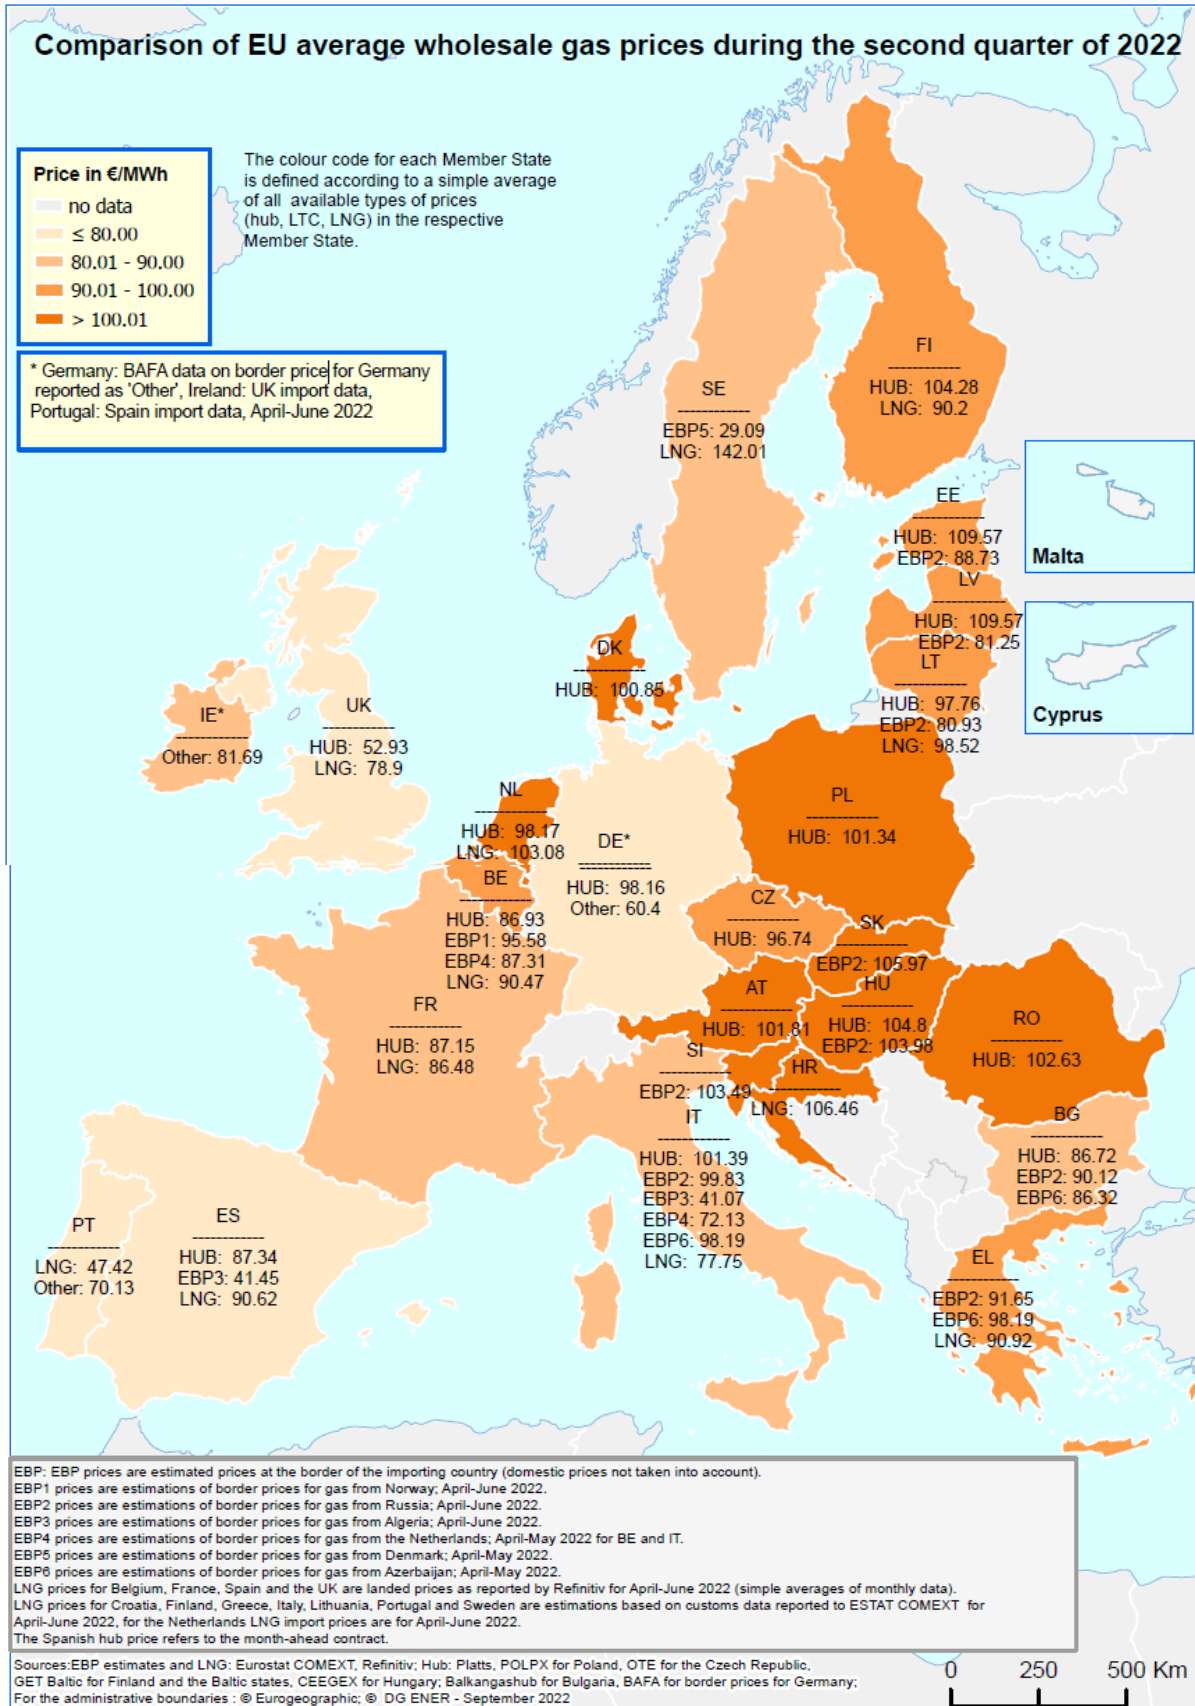 Comparison of EU average wholesale gas prices during the second quarter of 2022
Price in €/MWh
no data
≤ 80.00
80.01 - 90.00
90.01 - 100.00
> 100.01
The colour code for each Member State
is defined according to a simple average
of all available types of prices
(hub, LTC, LNG) in the respective
Member State.
* Germany: BAFA data on border price for Germany
reported as 'Other', Ireland: UK import data,
Portugal: Spain import data, April-June 2022
FI
------------
HUB: 104.28
LNG: 90.2
SE
------------
EBP5: 29.09
LNG: 142.01
EE
------------
HUB: 109.57
EBP2: 88.73
LV
------------
HUB: 109.57
EBP2: 81.25
LT
------------
HUB: 97.76
EBP2: 80.93
LNG: 98.52
Malta
Cyprus
DK
------------
HUB: 100.85
IE*
------------
Other: 81.69
UK
------------
HUB: 52.93
LNG: 78.9
NL
------------
HUB: 98.17
LNG: 103.08
BE
------------
HUB: 86.93
EBP1: 95.58
EBP4: 87.31
LNG: 90.47
DE*
------------
HUB: 98.16
Other: 60.4
PL
------------
HUB: 101.34
CZ
------------
HUB: 96.74
SK
------------
EBP2: 105.97
HU
------------
HUB: 104.8
EBP2: 103.98
AT
------------
HUB: 101.81
RO
------------
HUB: 102.63
FR
------------
HUB: 87.15
LNG: 86.48
SI
------------
EBP2: 103.49
HR
------------
LNG: 106.46
IT
------------
HUB: 101.39
EBP2: 99.83
EBP3: 41.07
EBP4: 72.13
EBP6: 98.19
LNG: 77.75
BG
------------
HUB: 86.72
EBP2: 90.12
EBP6: 86.32
PT
------------
LNG: 47.42
Other: 70.13
ES
------------
HUB: 87.34
EBP3: 41.45
LNG: 90.62
EL
------------
EBP2: 91.65
EBP6: 98.19
LNG: 90.92
EBP: EBP prices are estimated prices at the border of the importing country (domestic prices not taken into account).
EBP1 prices are estimations of border prices for gas from Norway; April-June 2022.
EBP2 prices are estimations of border prices for gas from Russia; April-June 2022.
EBP3 prices are estimations of border prices for gas from Algeria; April-June 2022.
EBP4 prices are estimations of border prices for gas from the Netherlands; April-May 2022 for BE and IT.
EBP5 prices are estimations of border prices for gas from Denmark; April-May 2022.
EBP6 prices are estimations of border prices for gas from Azerbaijan; April-May 2022.
LNG prices for Belgium, France, Spain and the UK are landed prices as reported by Refinitiv for April-June 2022 (simple averages of monthly data).
LNG prices for Croatia, Finland, Greece, Italy, Lithuania, Portugal and Sweden are estimations based on customs data reported to ESTAT COMEXT for
April-June 2022, for the Netherlands LNG import prices are for April-June 2022.
The Spanish hub price refers to the month-ahead contract.
Sources:EBP estimates and LNG: Eurostat COMEXT, Refinitiv; Hub: Platts, POLPX for Poland, OTE for the Czech Republic,
GET Baltic for Finland and the Baltic states, CEEGEX for Hungary; Balkangashub for Bulgaria, BAFA for border prices for Germany;
For the administrative boundaries : © Eurogeographic; © DG ENER - September 2022
0 250 500 Km